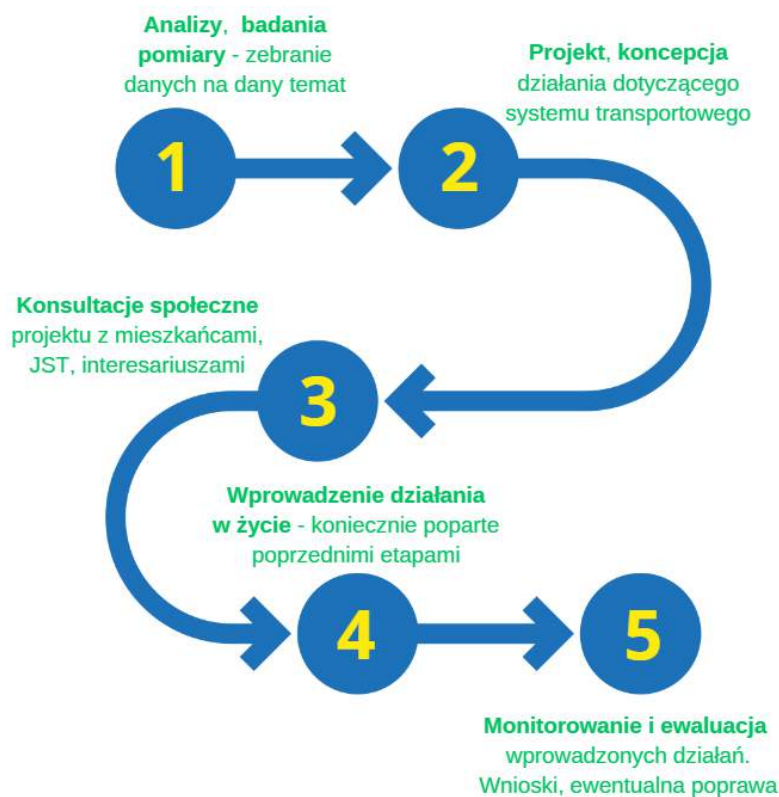 Analizy, badania
pomiary - zebranie
danych na dany temat
1
Projekt, koncepcja
działania dotyczącego
systemu transportowego
2
Konsultacje społeczne
projektu z mieszkańcami,
JST, interesariuszami
3
Wprowadzenie działania
w życie - koniecznie poparte
poprzednimi etapami
4
5
Monitorowanie i ewaluacja
wprowadzonych działań.
Wnioski, ewentualna poprawa